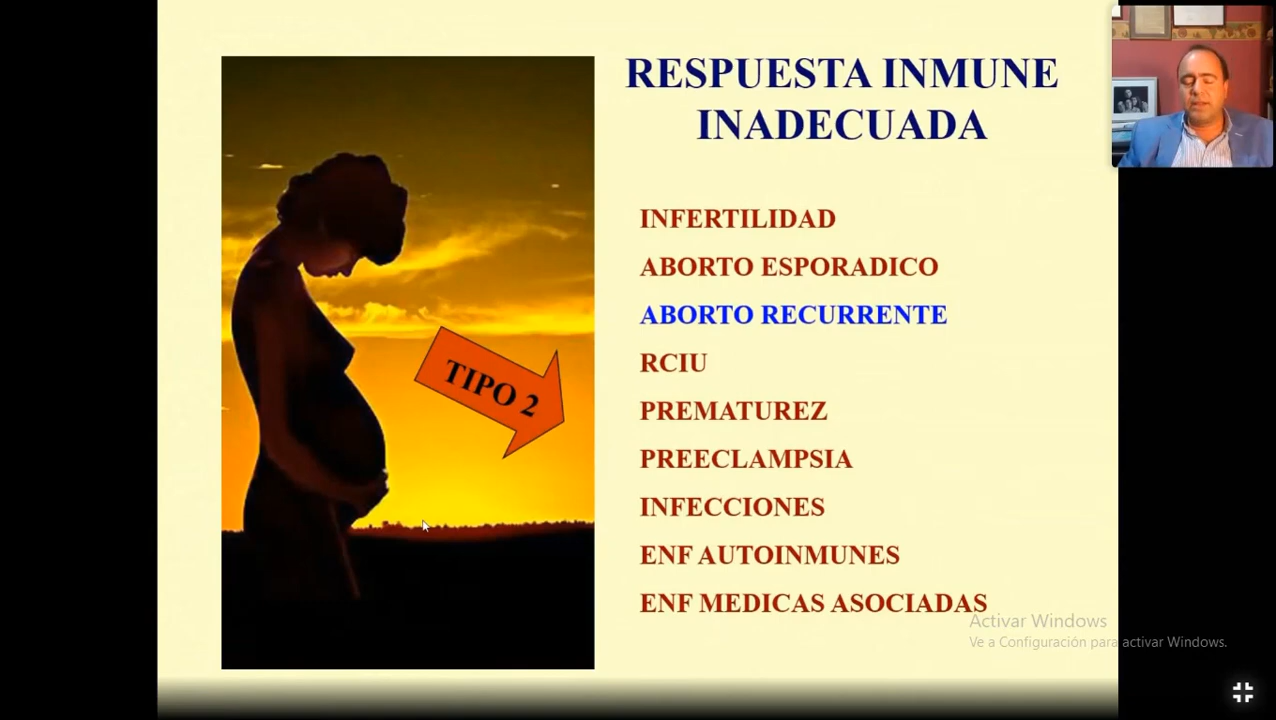 RESPUESTA INMUNE
INADECUADA
INFERTILIDAD
ABORTO ESPORADICO
ABORTO RECURRENTE
RCIU
TIPO 2
PREMATUREZ
PREECLAMPSIA
INFECCIONES
ENF AUTOINMUNES
ENF MEDICAS ASOCIADAS
Activar Windows
Ve a Configuración para activar Windows.